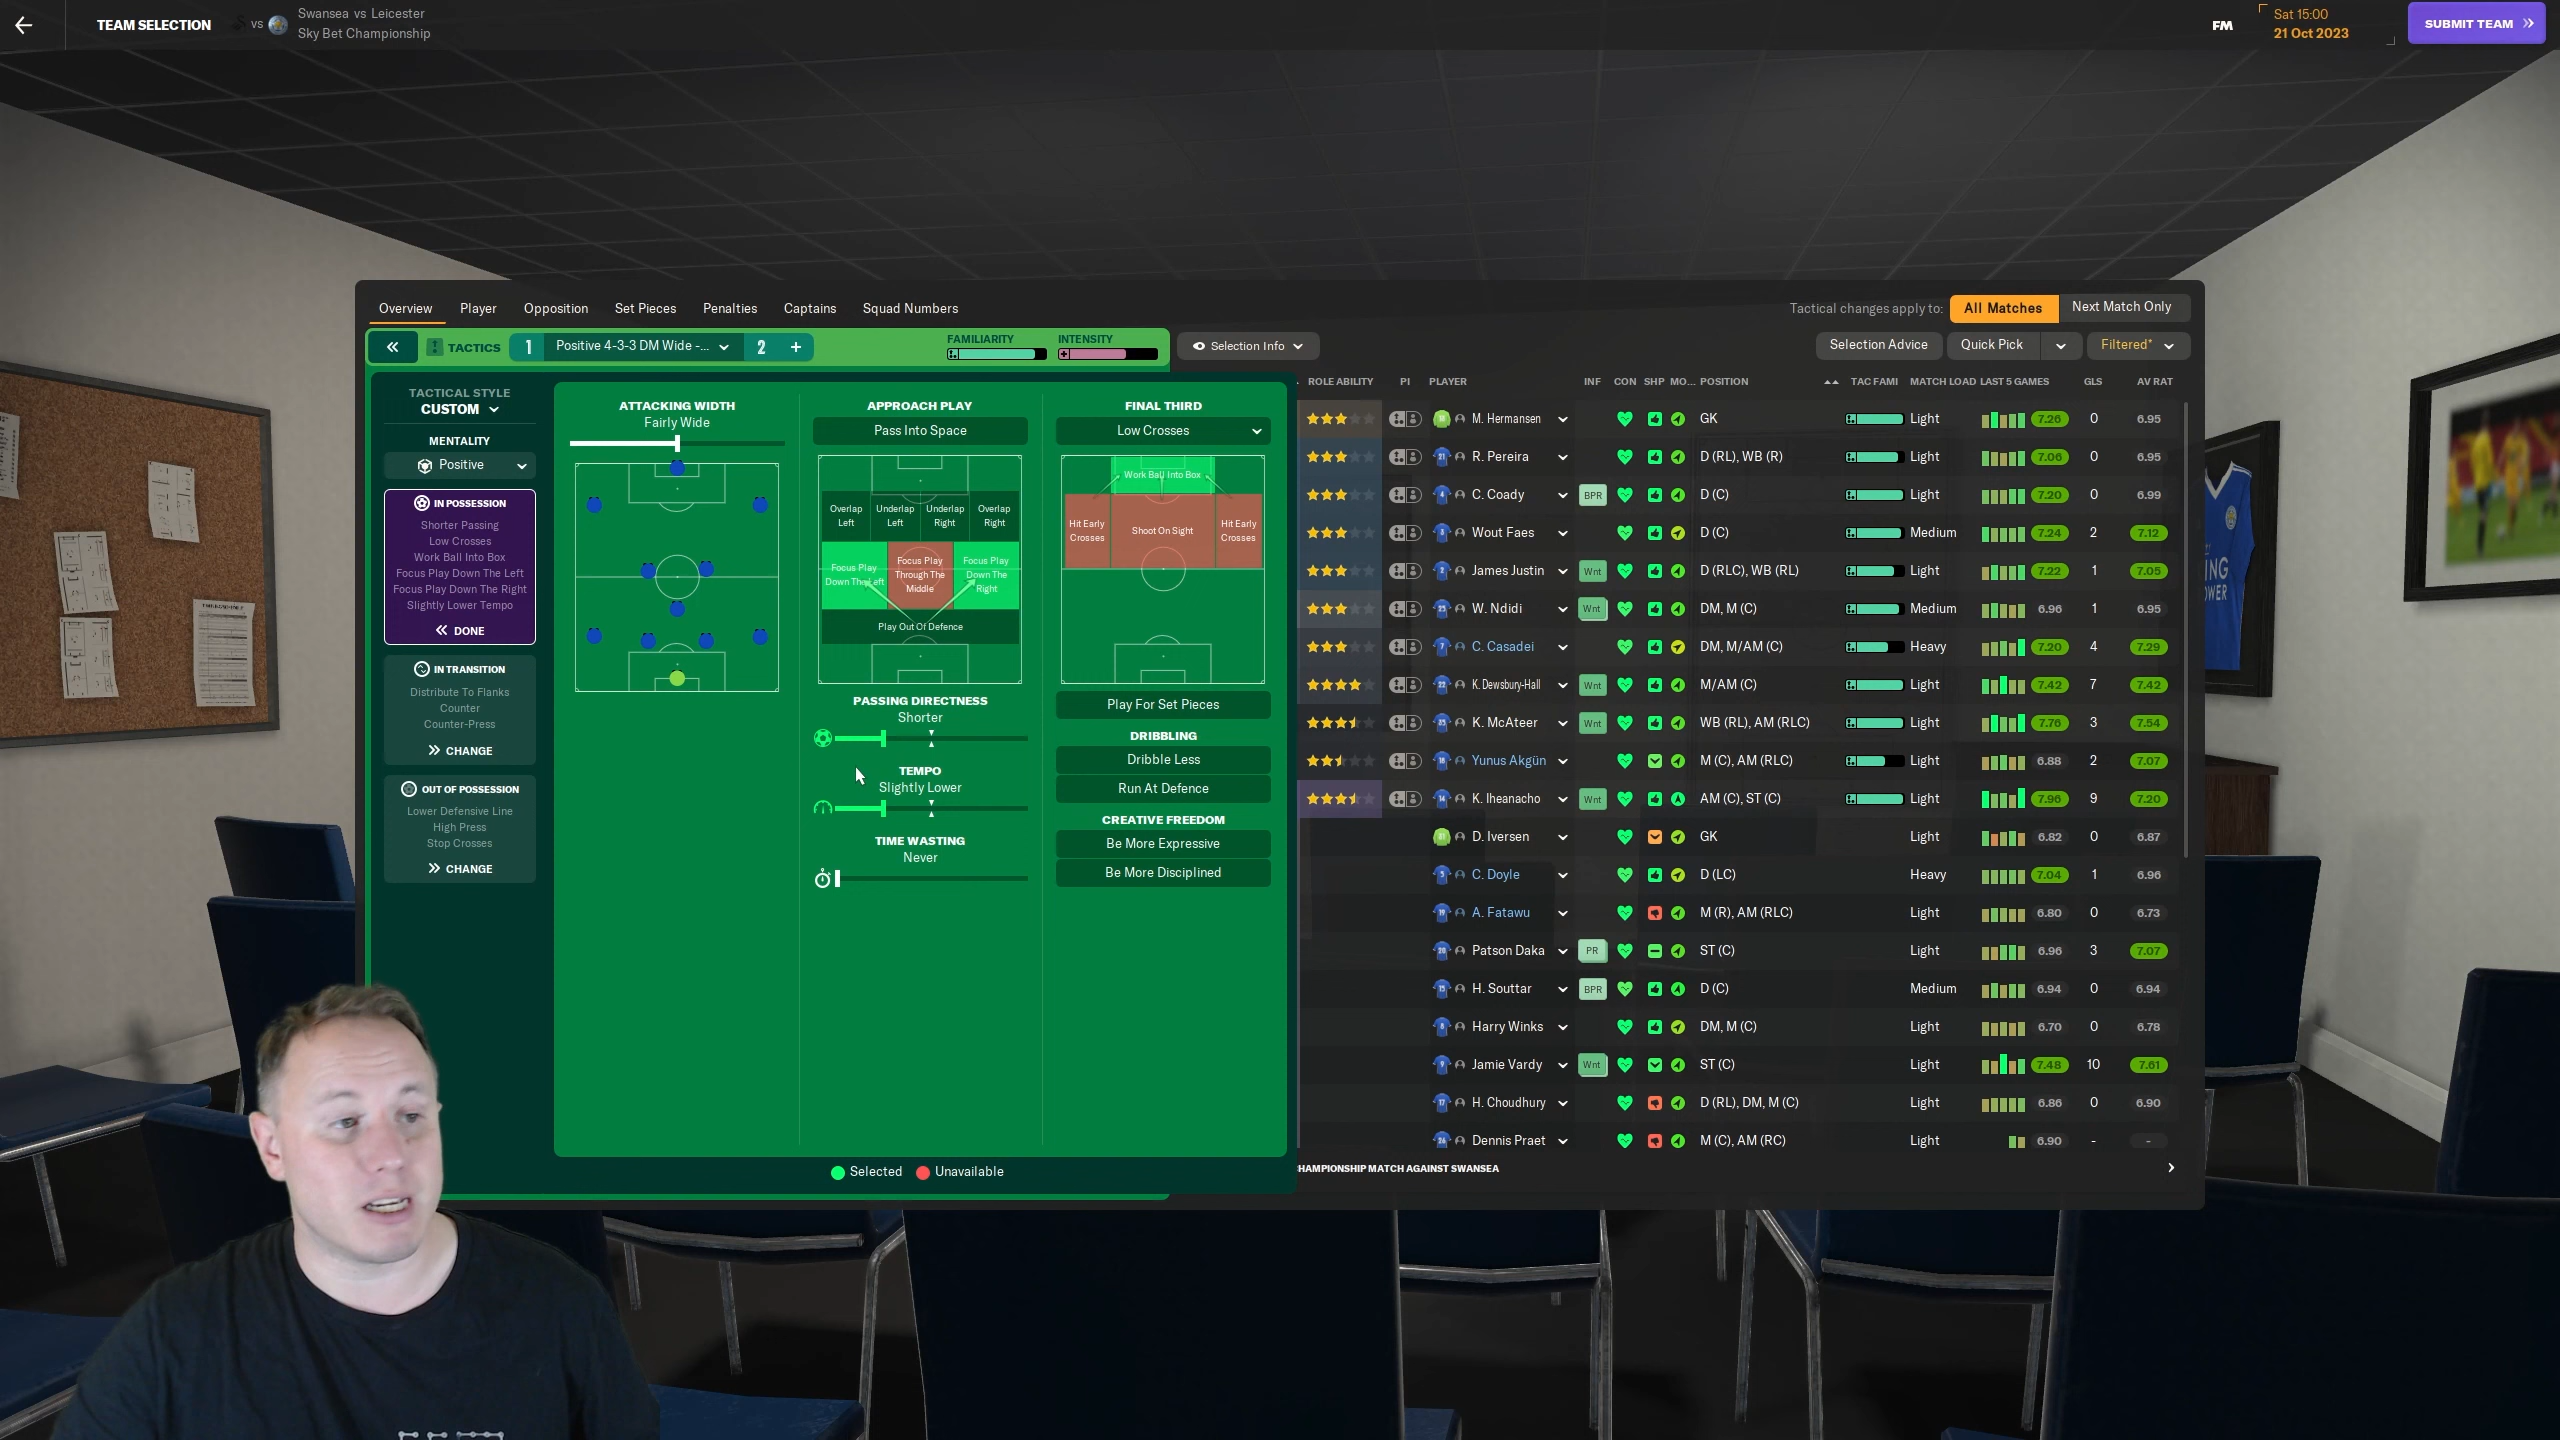 TEAM SELECTION
vs
Swansea vs Leicester
Sky Bet Championship
FM
Sat 15:00
21 Oct 2023
SUBMIT TEAM
Overview Player Opposition Set Pieces Penalties Captains Squad Numbers
Tactical changes apply to: All Matches Next Match Only
TACTICS 1 Positive 4-3-3 DM Wide -... 2 +
FAMILIARITY
INTENSITY
Selection Info
Selection Advice Quick Pick Filtered*
TACTICAL STYLE
CUSTOM
MENTALITY
Positive
IN POSSESSION
Shorter Passing
Low Crosses
Work Ball Into Box
Focus Play Down The Left
Focus Play Down The Right
Slightly Lower Tempo
DONE
IN TRANSITION
Distribute To Flanks
Counter
Counter-Press
CHANGE
OUT OF POSSESSION
Lower Defensive Line
High Press
Stop Crosses
CHANGE
ATTACKING WIDTH
Fairly Wide
APPROACH PLAY
Pass Into Space
Overlap Left
Underlap Left
Underlap Right
Overlap Right
Focus Play Down The Left
Focus Play Through The Middle
Focus Play Down The Right
Play Out Of Defence
PASSING DIRECTNESS
Shorter
TEMPO
Slightly Lower
TIME WASTING
Never
FINAL THIRD
Low Crosses
Work Ball Into Box
Hit Early Crosses
Shoot On Sight
Hit Early Crosses
Play For Set Pieces
DRIBBLING
Dribble Less
Run At Defence
CREATIVE FREEDOM
Be More Expressive
Be More Disciplined
Selected Unavailable
ROLE ABILITY PI PLAYER INF CON SHP MO... POSITION TAC FAMI MATCH LOAD LAST 5 GAMES GLS AV RAT
M. Hermansen GK Light 7.26 0 6.95
R. Pereira D (RL), WB (R) Light 7.06 0 6.95
C. Coady BPR D (C) Light 7.20 0 6.99
Wout Faes D (C) Medium 7.24 2 7.12
James Justin Wnt D (RLC), WB (RL) Light 7.22 1 7.05
W. Ndidi Wnt DM, M (C) Medium 6.96 1 6.95
C. Casadei DM, M/AM (C) Heavy 7.20 4 7.29
K. Dewsbury-Hall Wnt M/AM (C) Light 7.42 7 7.42
K. McAteer Wnt WB (RL), AM (RLC) Light 7.76 3 7.54
Yunus Akgün M (C), AM (RLC) Light 6.88 2 7.07
K. Iheanacho Wnt AM (C), ST (C) Light 7.96 9 7.20
D. Iversen GK Light 6.82 0 6.87
C. Doyle D (LC) Heavy 7.04 1 6.96
A. Fatawu M (R), AM (RLC) Light 6.80 0 6.73
Patson Daka PR ST (C) Light 6.96 3 7.07
H. Souttar BPR D (C) Medium 6.94 0 6.94
Harry Winks DM, M (C) Light 6.70 0 6.78
Jamie Vardy Wnt ST (C) Light 7.48 10 7.61
H. Choudhury D (RL), DM, M (C) Light 6.86 0 6.90
Dennis Praet M (C), AM (RC) Light 6.90 - -
HAMPIONSHIP MATCH AGAINST SWANSEA